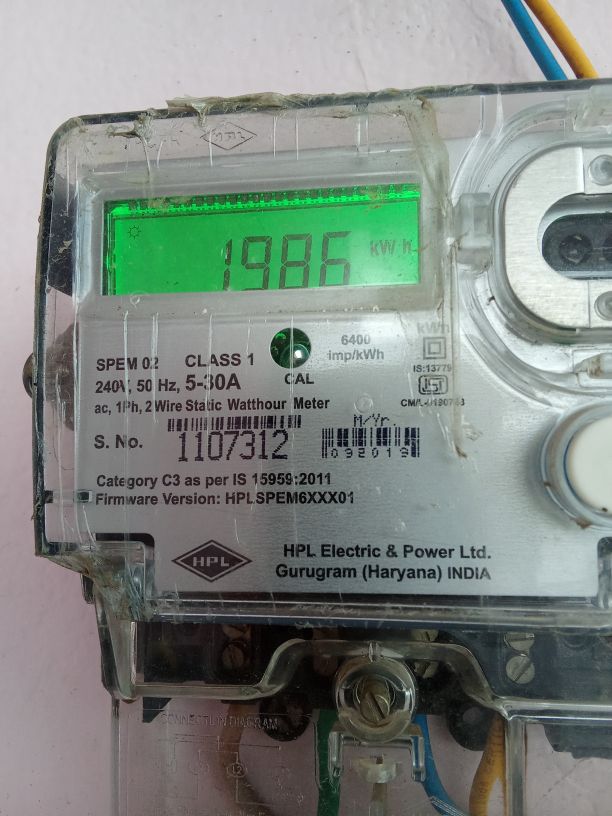 1986 kWh
6400
imp/kWh
kWh
SPEM 02 CLASS 1
IS:13779
240V, 50 Hz, 5-30A
CAL
ac, 1Ph, 2 Wire Static Watthour Meter
M/Yr.
S. No. 1107312
092019
Category C3 as per IS 15959:2011
Firmware Version: HPLSPEM6XXX01
HPL
HPL Electric & Power Ltd.
Gurugram (Haryana) INDIA
CONNECTION DIAGRAM